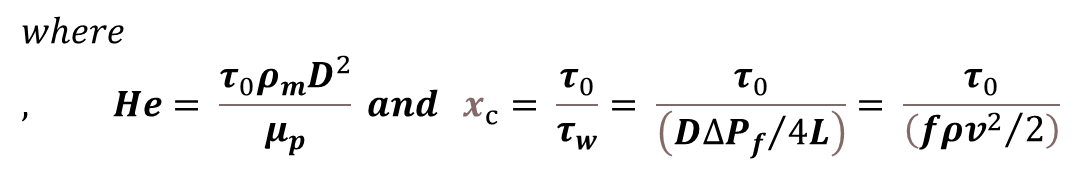 where
, He = τ₀ρₘD² / μₚ and x_c = τ₀ / τ_w = τ₀ / (DΔP_f/4L) = τ₀ / (fρv²/2)